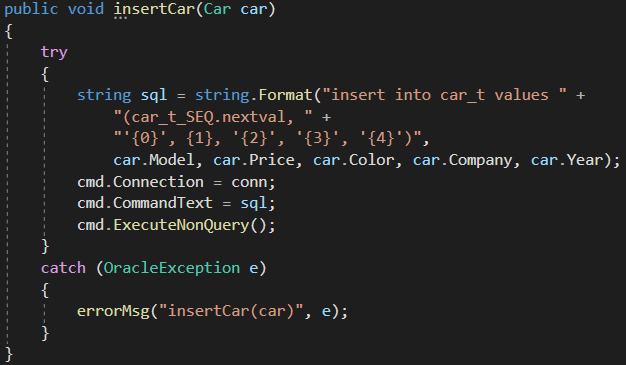 public void insertCar(Car car)
{
    try
    {
        string sql = string.Format("insert into car_t values " +
            "(car_t_SEQ.nextval, " +
            "'{0}', {1}, '{2}', '{3}', '{4}')",
            car.Model, car.Price, car.Color, car.Company, car.Year);
        cmd.Connection = conn;
        cmd.CommandText = sql;
        cmd.ExecuteNonQuery();
    }
    catch (OracleException e)
    {
        errorMsg("insertCar(car)", e);
    }
}